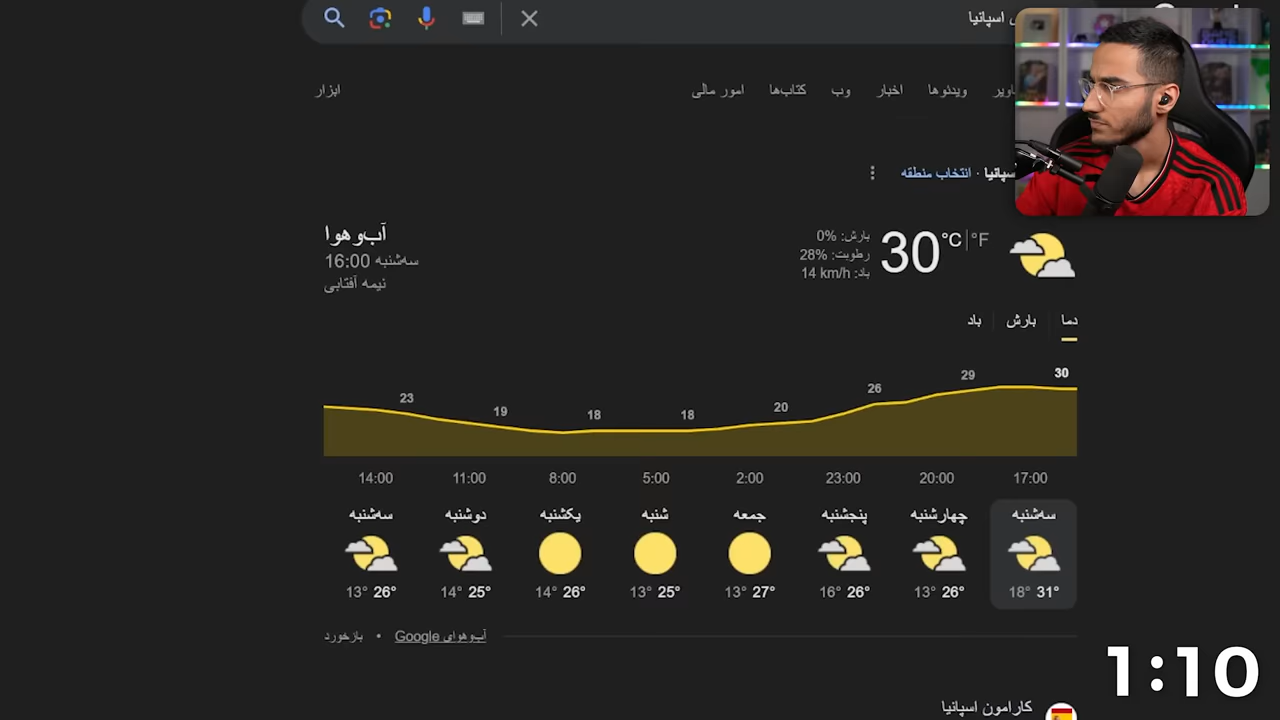 اسپانیا
ویدئوها اخبار وب کتاب‌ها امور مالی ابزار
اسپانیا · انتخاب منطقه
30 °C | °F
بارش: 0%
رطوبت: 28%
باد: 14 km/h
آب‌و هوا
سه‌شنبه 16:00
نیمه آفتابی
دما بارش باد
30 29 26 20 18 18 19 23
17:00 20:00 23:00 2:00 5:00 8:00 11:00 14:00
سه‌شنبه چهارشنبه پنجشنبه جمعه شنبه یکشنبه دوشنبه سه‌شنبه
31° 18° 26° 13° 26° 16° 27° 13° 25° 13° 26° 14° 25° 14° 26° 13°
آب‌وهوای Google • بازخورد
1:10
کارامون اسپانیا